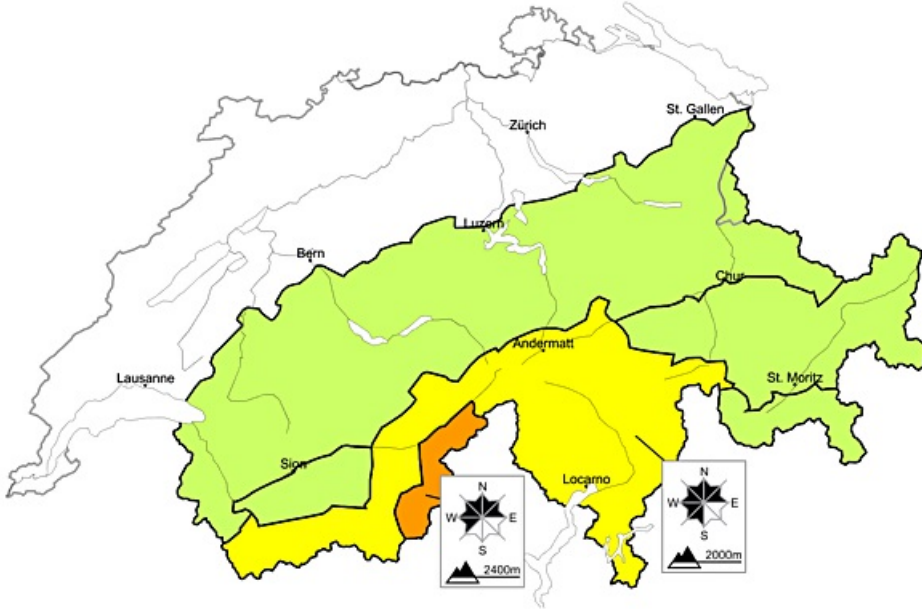 St. Gallen
Zürich
Luzern
Bern
Chur
Andermatt
Lausanne
St. Moritz
Sion
Locarno
N
W E
S
2400m
N
W E
S
2000m